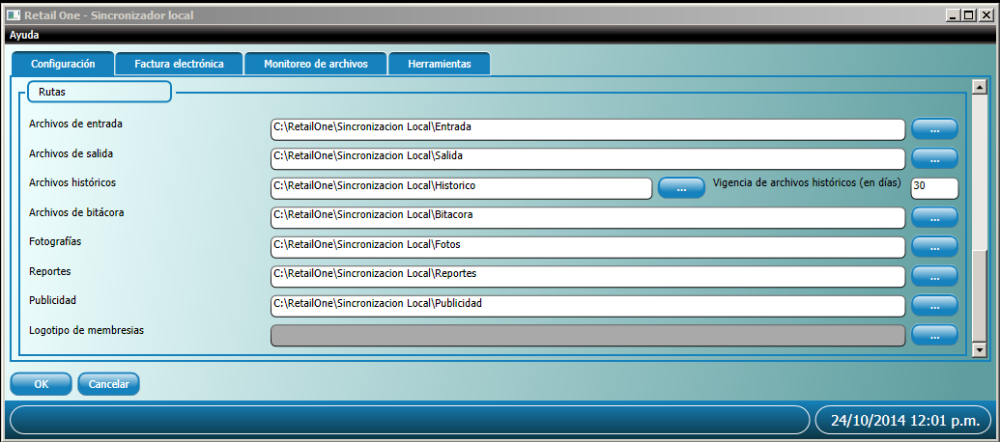 Retail One - Sincronizador local
Ayuda
Configuración Factura electrónica Monitoreo de archivos Herramientas
Rutas
Archivos de entrada C:\RetailOne\Sincronizacion Local\Entrada ...
Archivos de salida C:\RetailOne\Sincronizacion Local\Salida ...
Archivos históricos C:\RetailOne\Sincronizacion Local\Historico ... Vigencia de archivos históricos (en días) 30
Archivos de bitácora C:\RetailOne\Sincronizacion Local\Bitacora ...
Fotografías C:\RetailOne\Sincronizacion Local\Fotos ...
Reportes C:\RetailOne\Sincronizacion Local\Reportes ...
Publicidad C:\RetailOne\Sincronizacion Local\Publicidad ...
Logotipo de membresias ...
OK Cancelar
24/10/2014 12:01 p.m.